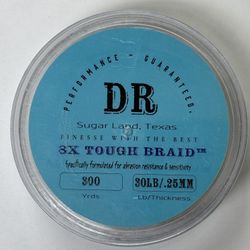 PERFORMANCE - GUARANTEED.
DR
Sugar Land, Texas
FINESSE WITH THE BEST
8X TOUGH BRAID™
Specifically formulated for abrasion resistance & sensitivity
300 30LB/.25MM
Yrds Lb/Thickness